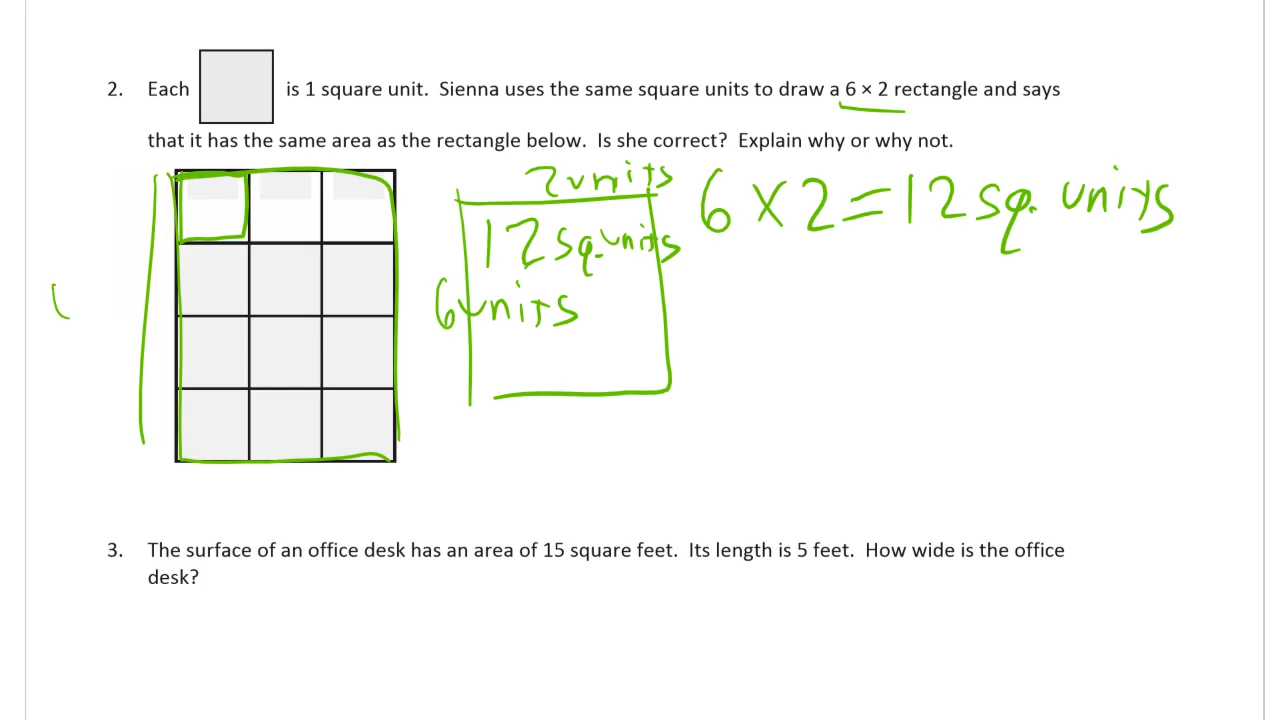 2. Each is 1 square unit. Sienna uses the same square units to draw a 6 × 2 rectangle and says
that it has the same area as the rectangle below. Is she correct? Explain why or why not.
2 units
6 × 2 = 12 sq. units
12 sq. units
6 units
3. The surface of an office desk has an area of 15 square feet. Its length is 5 feet. How wide is the office
desk?